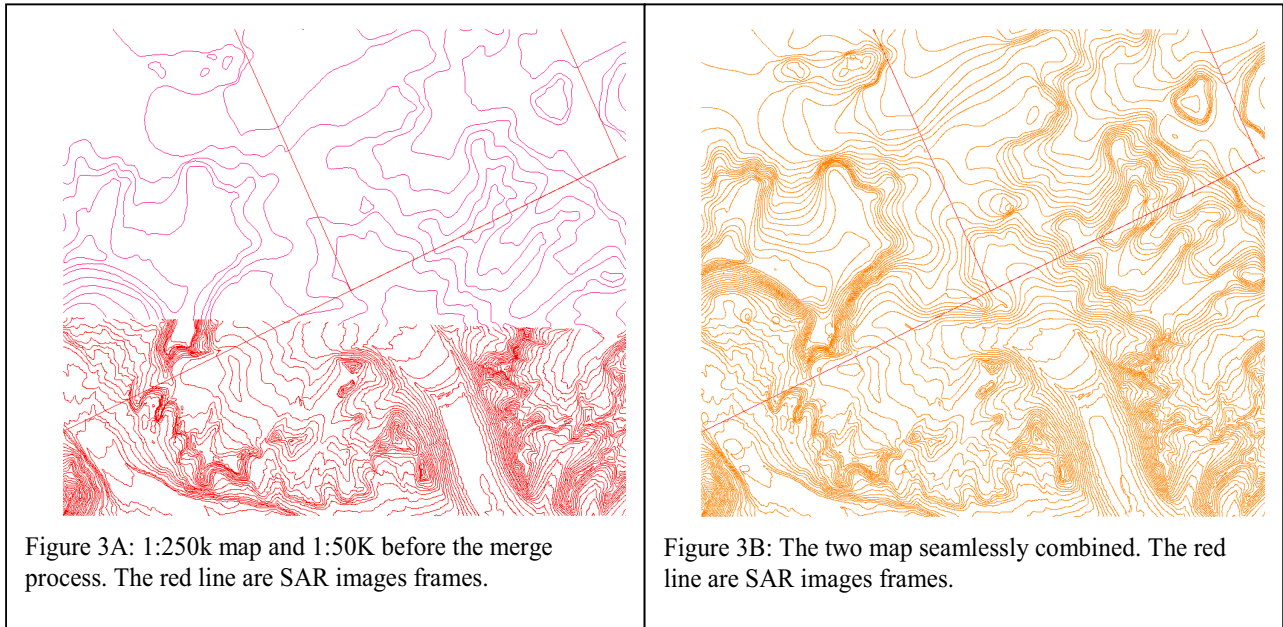 Figure 3A: 1:250k map and 1:50K before the merge
process. The red line are SAR images frames.
Figure 3B: The two map seamlessly combined. The red
line are SAR images frames.